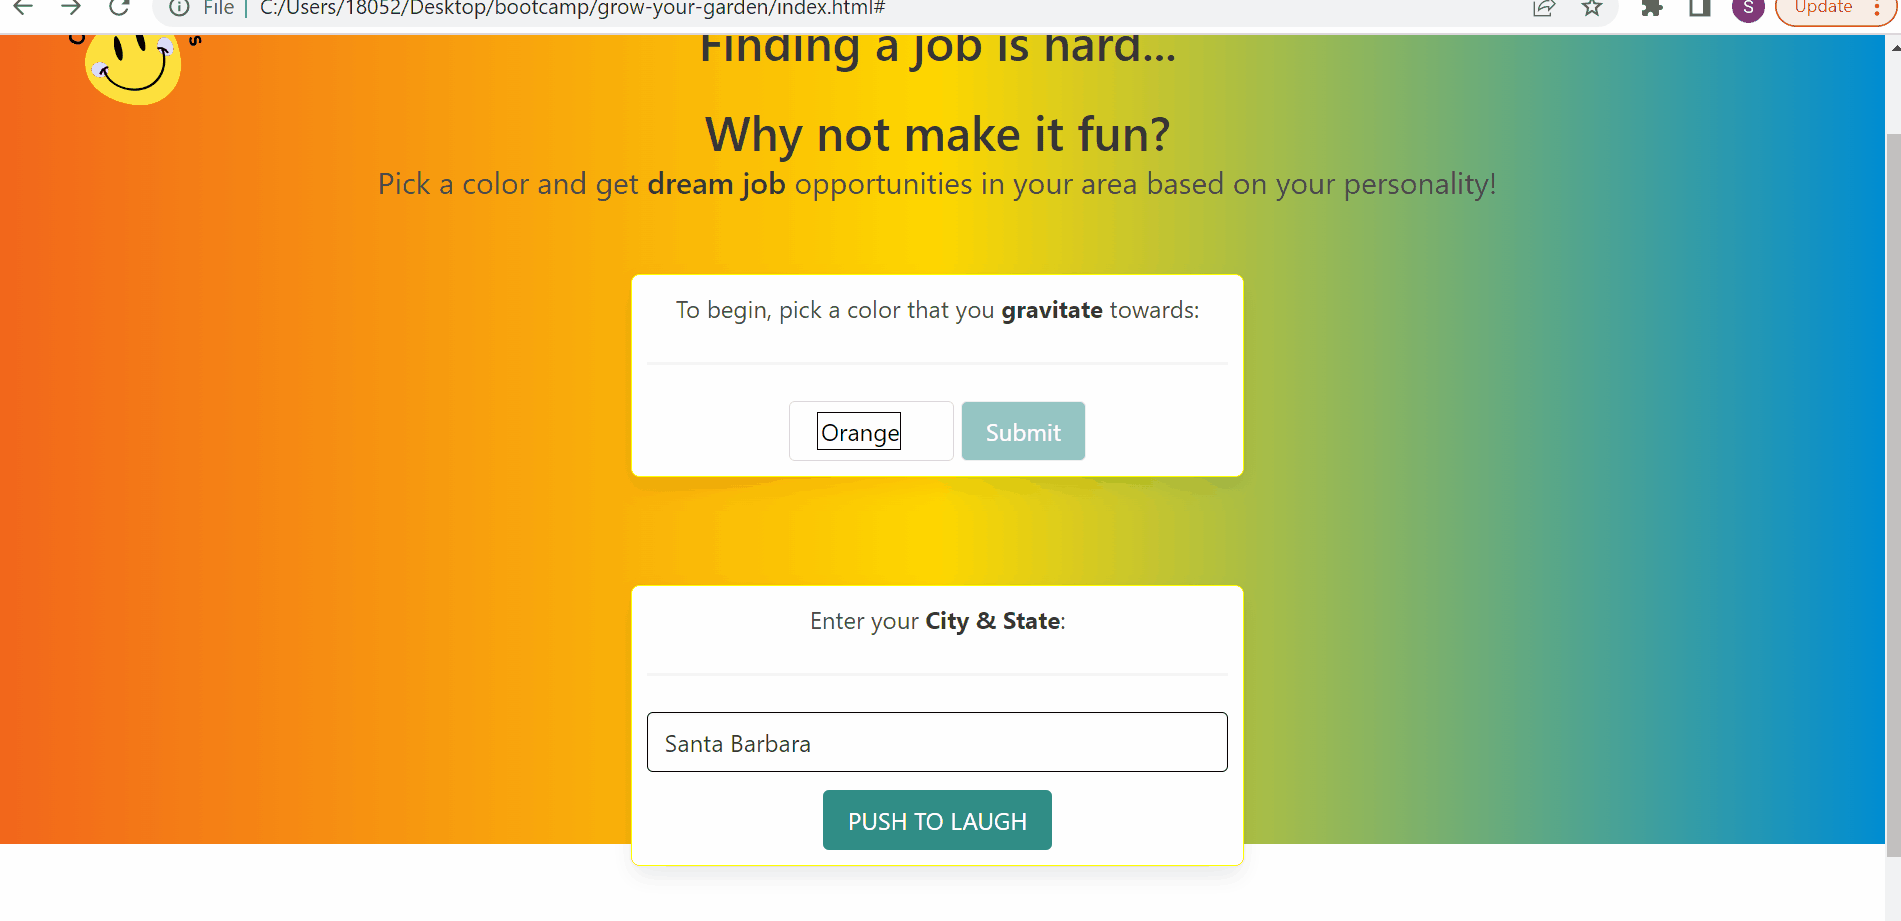 File | C:/Users/18052/Desktop/bootcamp/grow-your-garden/index.html#
S
Update
s
Finding a job is hard...
Why not make it fun?
Pick a color and get dream job opportunities in your area based on your personality!
To begin, pick a color that you gravitate towards:
Orange
Submit
Enter your City & State:
Santa Barbara
PUSH TO LAUGH